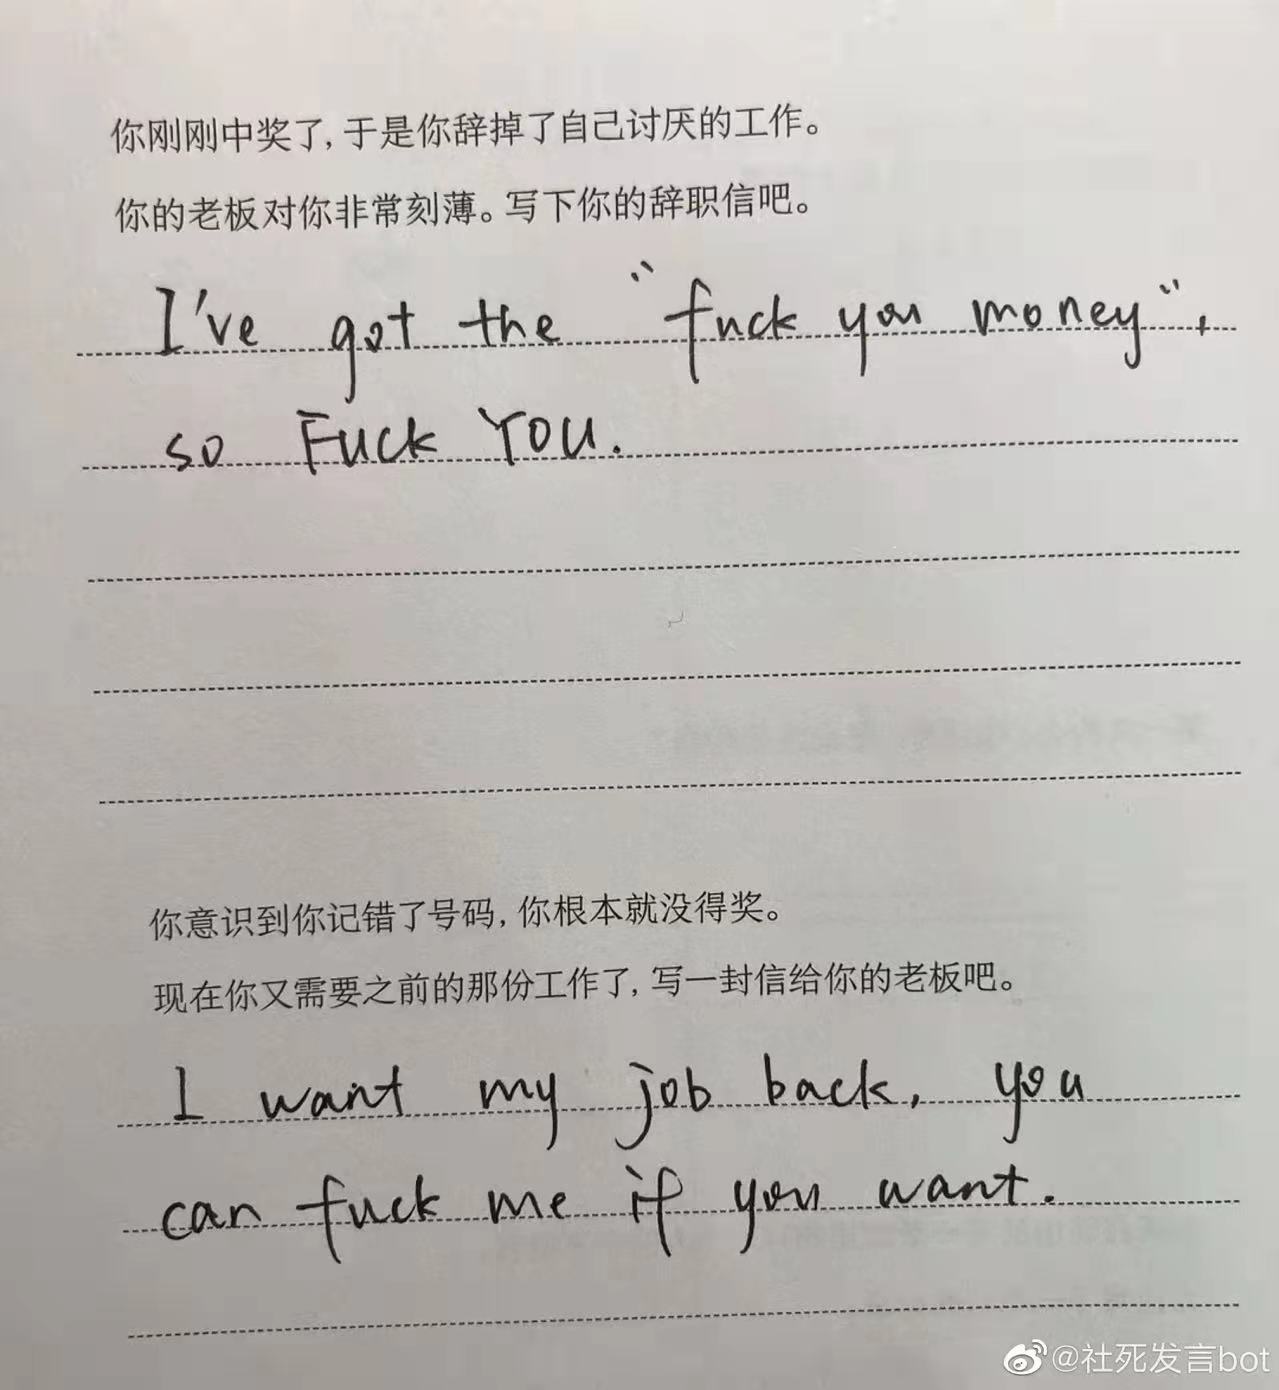 你刚刚中奖了, 于是你辞掉了自己讨厌的工作。
你的老板对你非常刻薄。写下你的辞职信吧。
I've got the "fuck you money",
so FUCK YOU.
你意识到你记错了号码, 你根本就没得奖。
现在你又需要之前的那份工作了, 写一封信给你的老板吧。
I want my job back, you
can fuck me if you want.
@社死发言bot